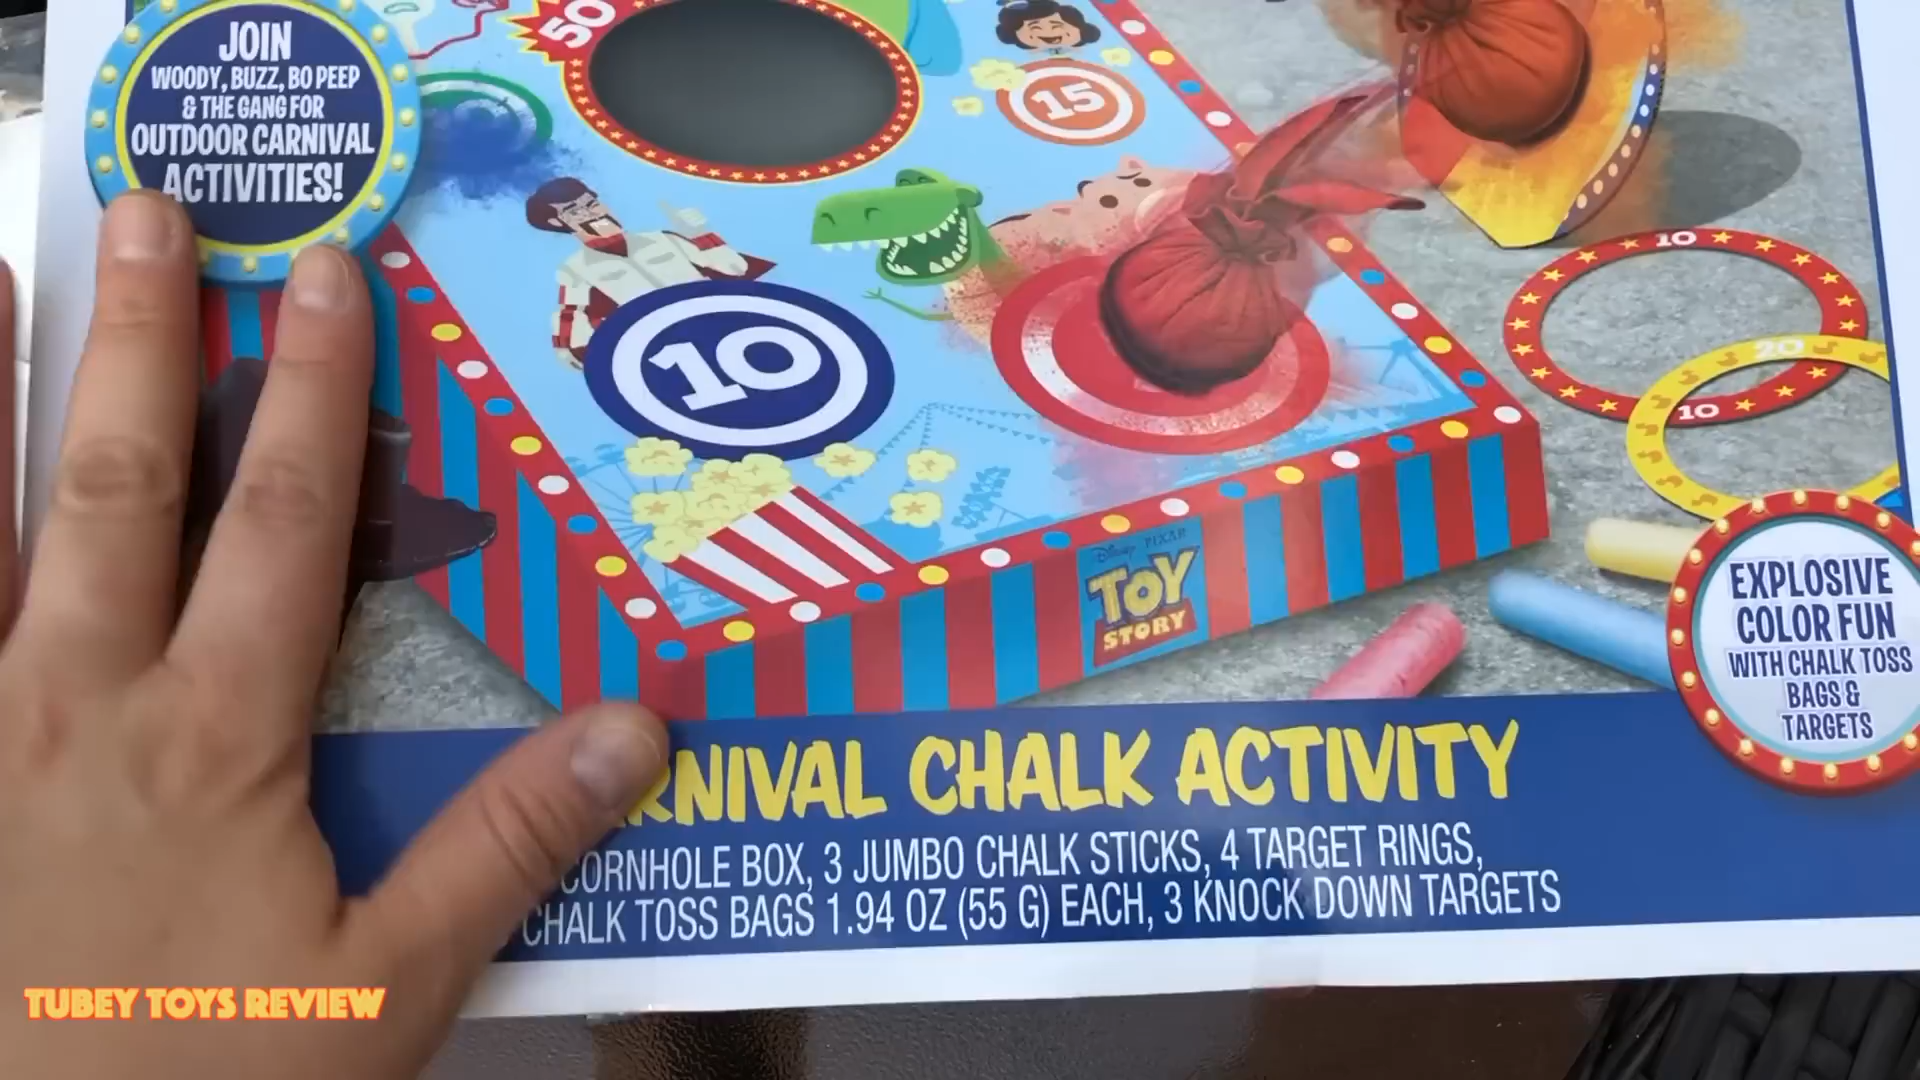 JOIN
WOODY, BUZZ, BO PEEP
& THE GANG FOR
OUTDOOR CARNIVAL
ACTIVITIES!
50
15
10
10
20
10
Disney PIXAR
TOY
STORY
EXPLOSIVE
COLOR FUN
WITH CHALK TOSS
BAGS &
TARGETS
RNIVAL CHALK ACTIVITY
CORNHOLE BOX, 3 JUMBO CHALK STICKS, 4 TARGET RINGS,
CHALK TOSS BAGS 1.94 OZ (55 G) EACH, 3 KNOCK DOWN TARGETS
TUBEY TOYS REVIEW